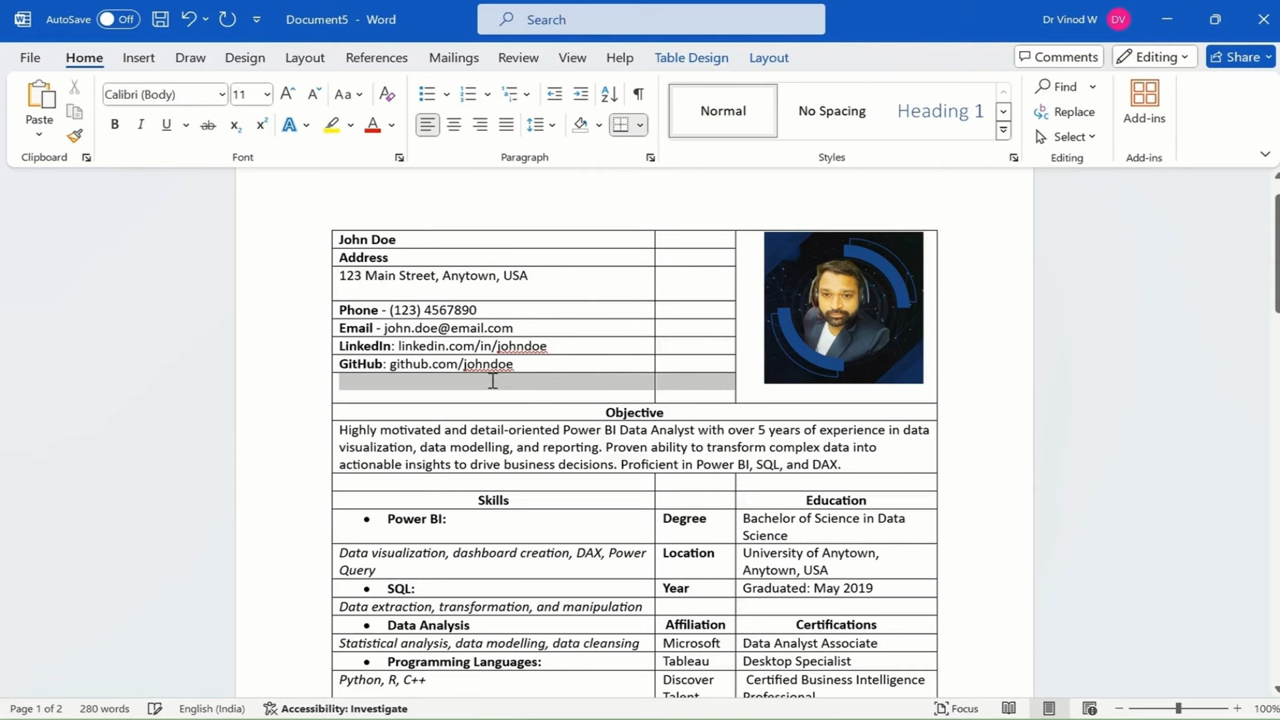 AutoSave Off Document5 - Word Search Dr Vinod W DV
File Home Insert Draw Design Layout References Mailings Review View Help Table Design Layout Comments Editing Share
Paste Calibri (Body) 11 Aa Normal No Spacing Heading 1 Find Replace Select Add-ins
Clipboard Font Paragraph Styles Editing Add-ins
John Doe
Address
123 Main Street, Anytown, USA
Phone - (123) 4567890
Email - john.doe@email.com
LinkedIn: linkedin.com/in/johndoe
GitHub: github.com/johndoe
Objective
Highly motivated and detail-oriented Power BI Data Analyst with over 5 years of experience in data
visualization, data modelling, and reporting. Proven ability to transform complex data into
actionable insights to drive business decisions. Proficient in Power BI, SQL, and DAX.
Skills Education
• Power BI: Degree Bachelor of Science in Data
Science
Data visualization, dashboard creation, DAX, Power Location University of Anytown,
Query Anytown, USA
• SQL: Year Graduated: May 2019
Data extraction, transformation, and manipulation
• Data Analysis Affiliation Certifications
Statistical analysis, data modelling, data cleansing Microsoft Data Analyst Associate
• Programming Languages: Tableau Desktop Specialist
Python, R, C++ Discover Certified Business Intelligence
Talent Professional
Page 1 of 2 280 words English (India) Accessibility: Investigate Focus 100%